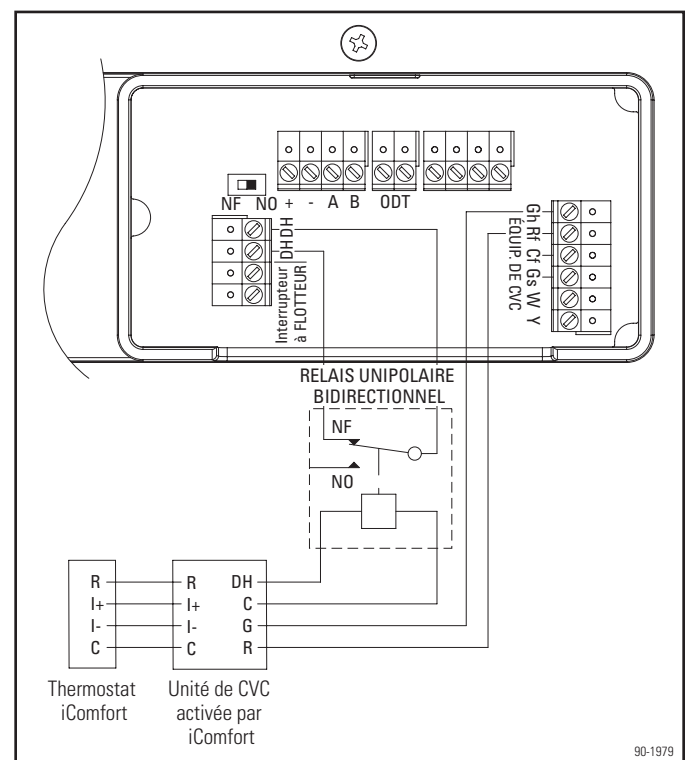 NF NO + - A B ODT
DH DH
Interrupteur
à FLOTTEUR
Gh Rf Cf Gs W Y
ÉQUIP. DE CVC
RELAIS UNIPOLAIRE
BIDIRECTIONNEL
NF
NO
R R DH
I+ I+ C
I- I- G
C C R
Thermostat
iComfort
Unité de CVC
activée par
iComfort
90-1979